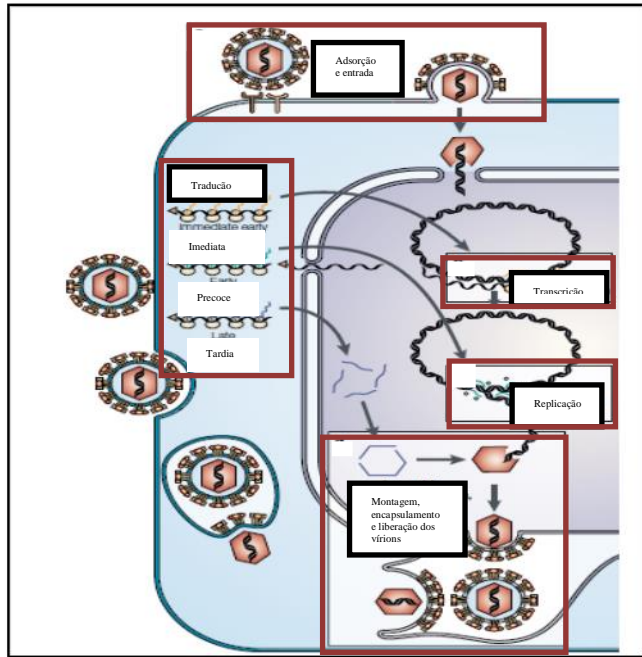 Adsorção
e entrada
Tradução
Immediate early
Imediata
Early
Precoce
Late
Tardia
Transcrição
Replicação
Montagem,
encapsulamento
e liberação dos
vírions